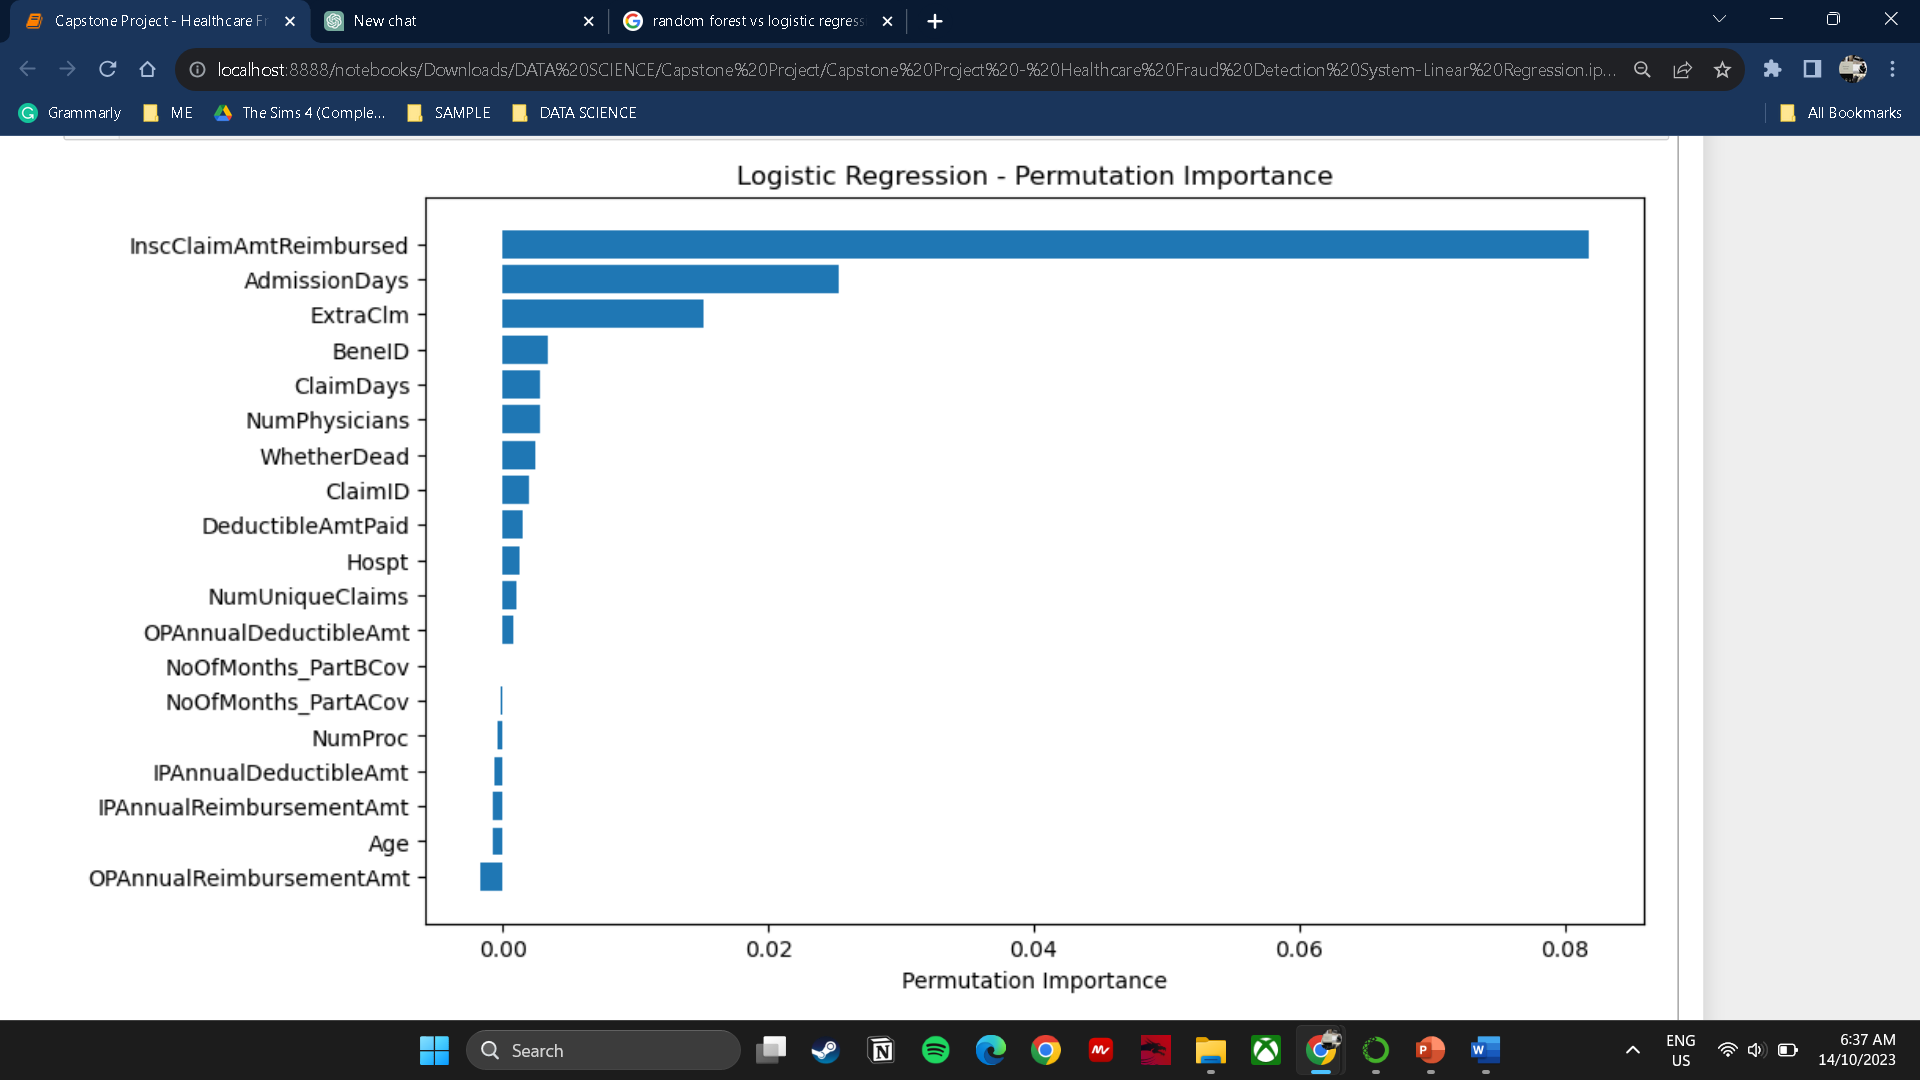 Capstone Project - Healthcare Fr
New chat
random forest vs logistic regress
localhost:8888/notebooks/Downloads/DATA%20SCIENCE/Capstone%20Project/Capstone%20Project%20-%20Healthcare%20Fraud%20Detection%20System-Linear%20Regression.ip...
Grammarly
ME
The Sims 4 (Comple...
SAMPLE
DATA SCIENCE
All Bookmarks
Logistic Regression - Permutation Importance
InscClaimAmtReimbursed
AdmissionDays
ExtraClm
BeneID
ClaimDays
NumPhysicians
WhetherDead
ClaimID
DeductibleAmtPaid
Hospt
NumUniqueClaims
OPAnnualDeductibleAmt
NoOfMonths_PartBCov
NoOfMonths_PartACov
NumProc
IPAnnualDeductibleAmt
IPAnnualReimbursementAmt
Age
OPAnnualReimbursementAmt
0.00 0.02 0.04 0.06 0.08
Permutation Importance
Search
ENG
US
6:37 AM
14/10/2023